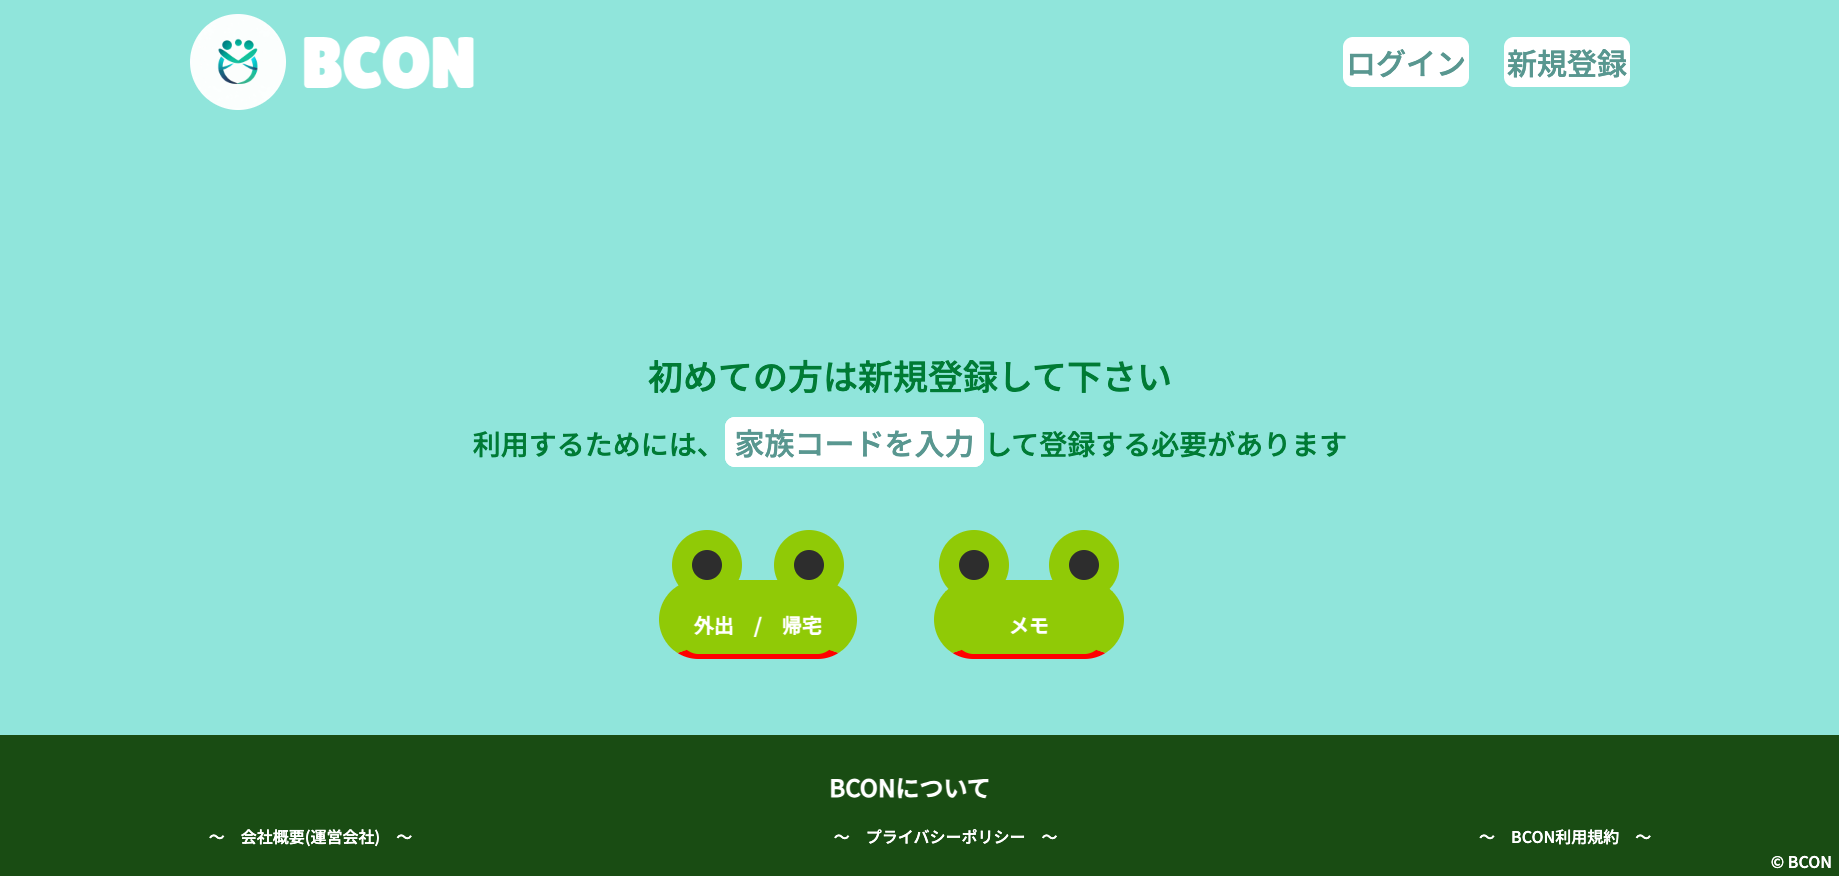 BCON
ログイン
新規登録
初めての方は新規登録して下さい
利用するためには、家族コードを入力して登録する必要があります
外出　/　帰宅
メモ
BCONについて
～　会社概要(運営会社)　～
～　プライバシーポリシー　～
～　BCON利用規約　～
© BCON